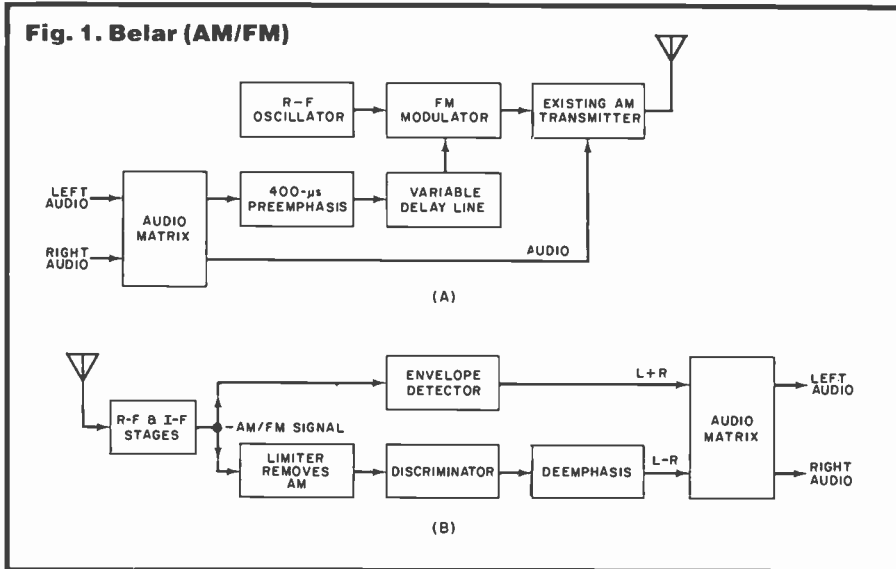 Fig. 1. Belar (AM/FM)
R-F
OSCILLATOR
FM
MODULATOR
EXISTING AM
TRANSMITTER
LEFT
AUDIO
RIGHT
AUDIO
AUDIO
MATRIX
400-µs
PREEMPHASIS
VARIABLE
DELAY LINE
AUDIO
(A)
R-F & I-F
STAGES
AM/FM SIGNAL
ENVELOPE
DETECTOR
L+R
LIMITER
REMOVES
AM
DISCRIMINATOR
DEEMPHASIS
L-R
AUDIO
MATRIX
LEFT
AUDIO
RIGHT
AUDIO
(B)